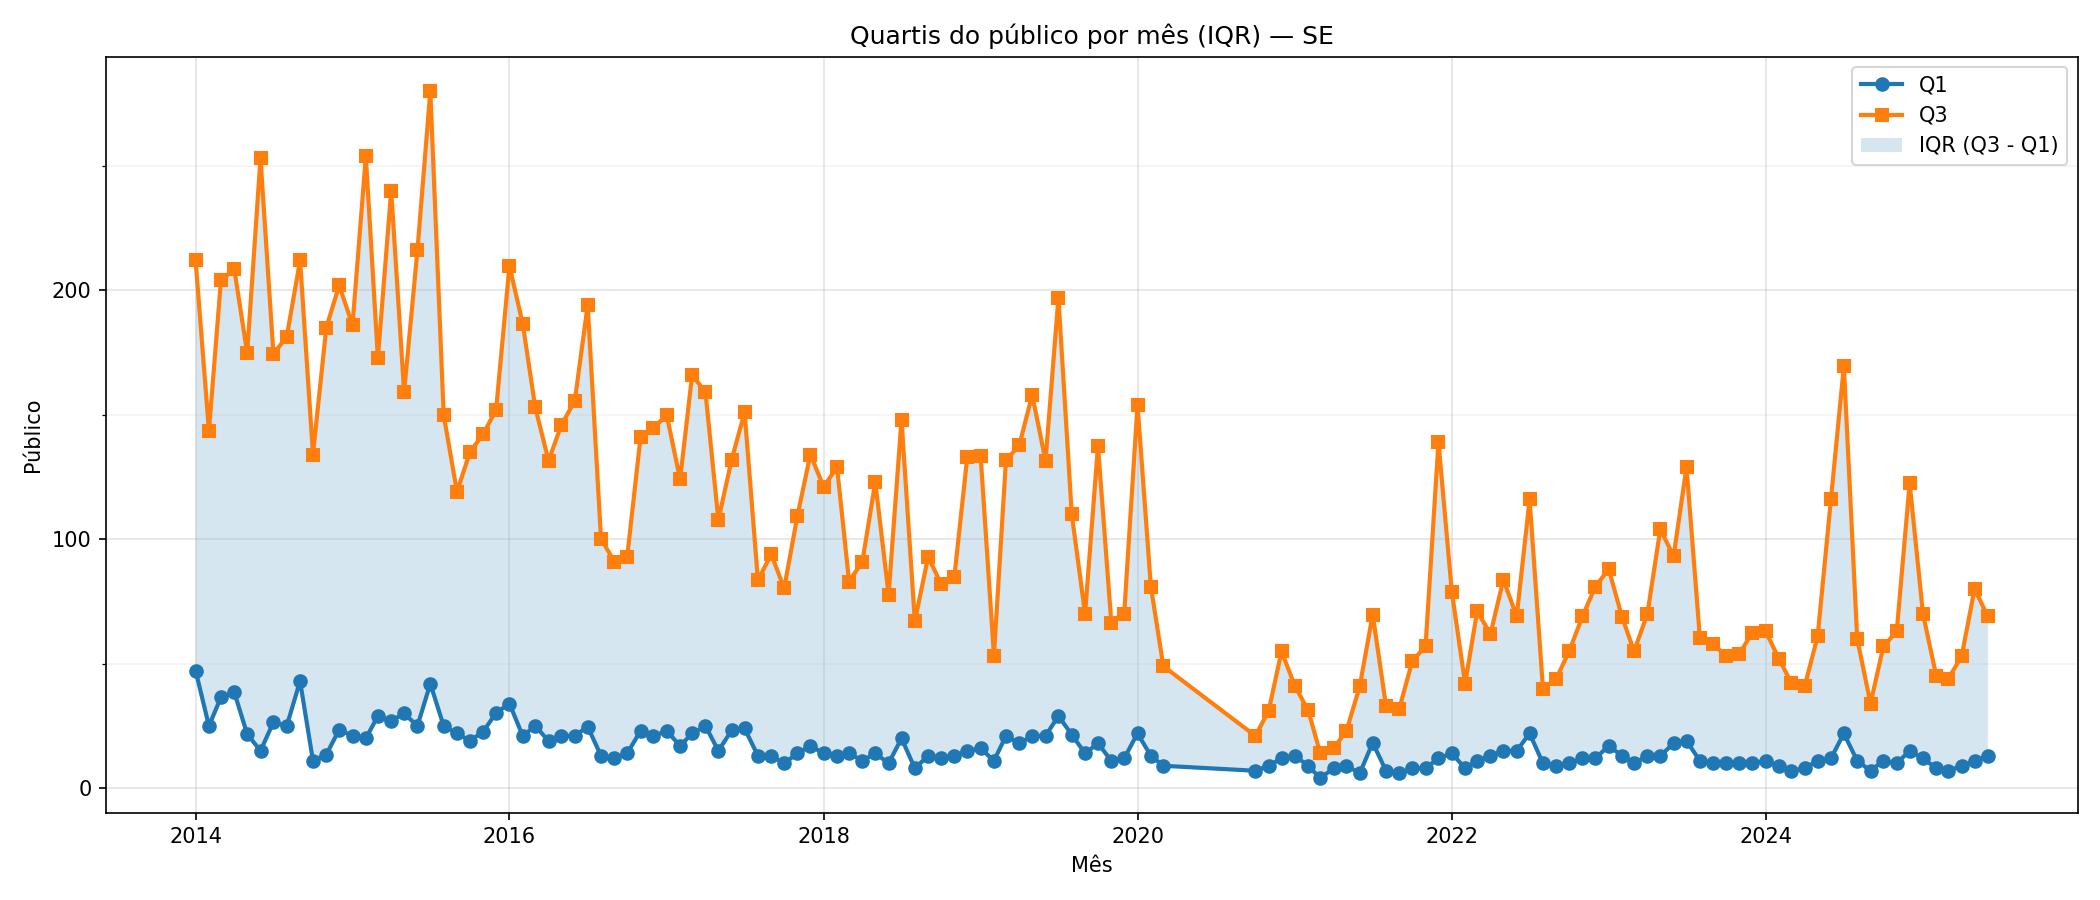 Quartis do público por mês (IQR) — SE
Q1
Q3
IQR (Q3 - Q1)
Público
200
100
0
2014
2016
2018
2020
2022
2024
Mês